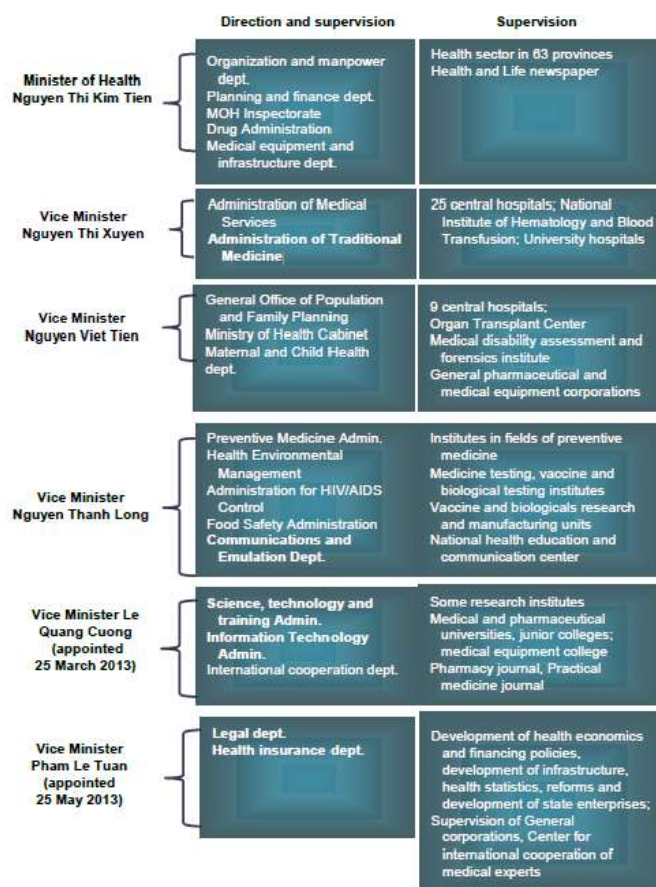 Direction and supervision
Supervision
Minister of Health
Nguyen Thi Kim Tien
Organization and manpower
dept.
Planning and finance dept.
MOH Inspectorate
Drug Administration
Medical equipment and
infrastructure dept.
Health sector in 63 provinces
Health and Life newspaper
Vice Minister
Nguyen Thi Xuyen
Administration of Medical
Services
Administration of Traditional
Medicine
25 central hospitals; National
Institute of Hematology and Blood
Transfusion; University hospitals
Vice Minister
Nguyen Viet Tien
General Office of Population
and Family Planning
Ministry of Health Cabinet
Maternal and Child Health
dept.
9 central hospitals;
Organ Transplant Center
Medical disability assessment and
forensics institute
General pharmaceutical and
medical equipment corporations
Vice Minister
Nguyen Thanh Long
Preventive Medicine Admin.
Health Environmental
Management
Administration for HIV/AIDS
Control
Food Safety Administration
Communications and
Emulation Dept.
Institutes in fields of preventive
medicine
Medicine testing, vaccine and
biological testing institutes
Vaccine and biologicals research
and manufacturing units
National health education and
communication center
Vice Minister Le
Quang Cuong
(appointed
25 March 2013)
Science, technology and
training Admin.
Information Technology
Admin.
International cooperation dept.
Some research institutes
Medical and pharmaceutical
universities, junior colleges;
medical equipment college
Pharmacy journal, Practical
medicine journal
Vice Minister
Pham Le Tuan
(appointed
25 May 2013)
Legal dept.
Health insurance dept.
Development of health economics
and financing policies,
development of infrastructure,
health statistics, reforms and
development of state enterprises;
Supervision of General
corporations, Center for
international cooperation of
medical experts